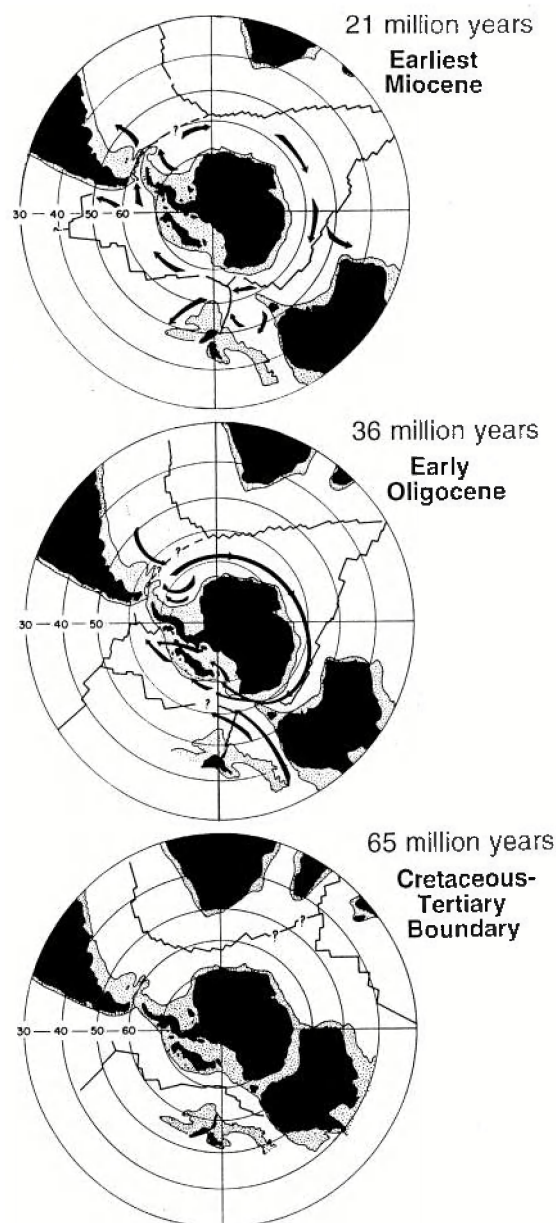 21 million years
Earliest
Miocene
?
30 — 40 — 50 — 60
36 million years
Early
Oligocene
?
30 — 40 — 50
?
65 million years
Cretaceous-
Tertiary
Boundary
?
?
30 — 40 — 50 — 60